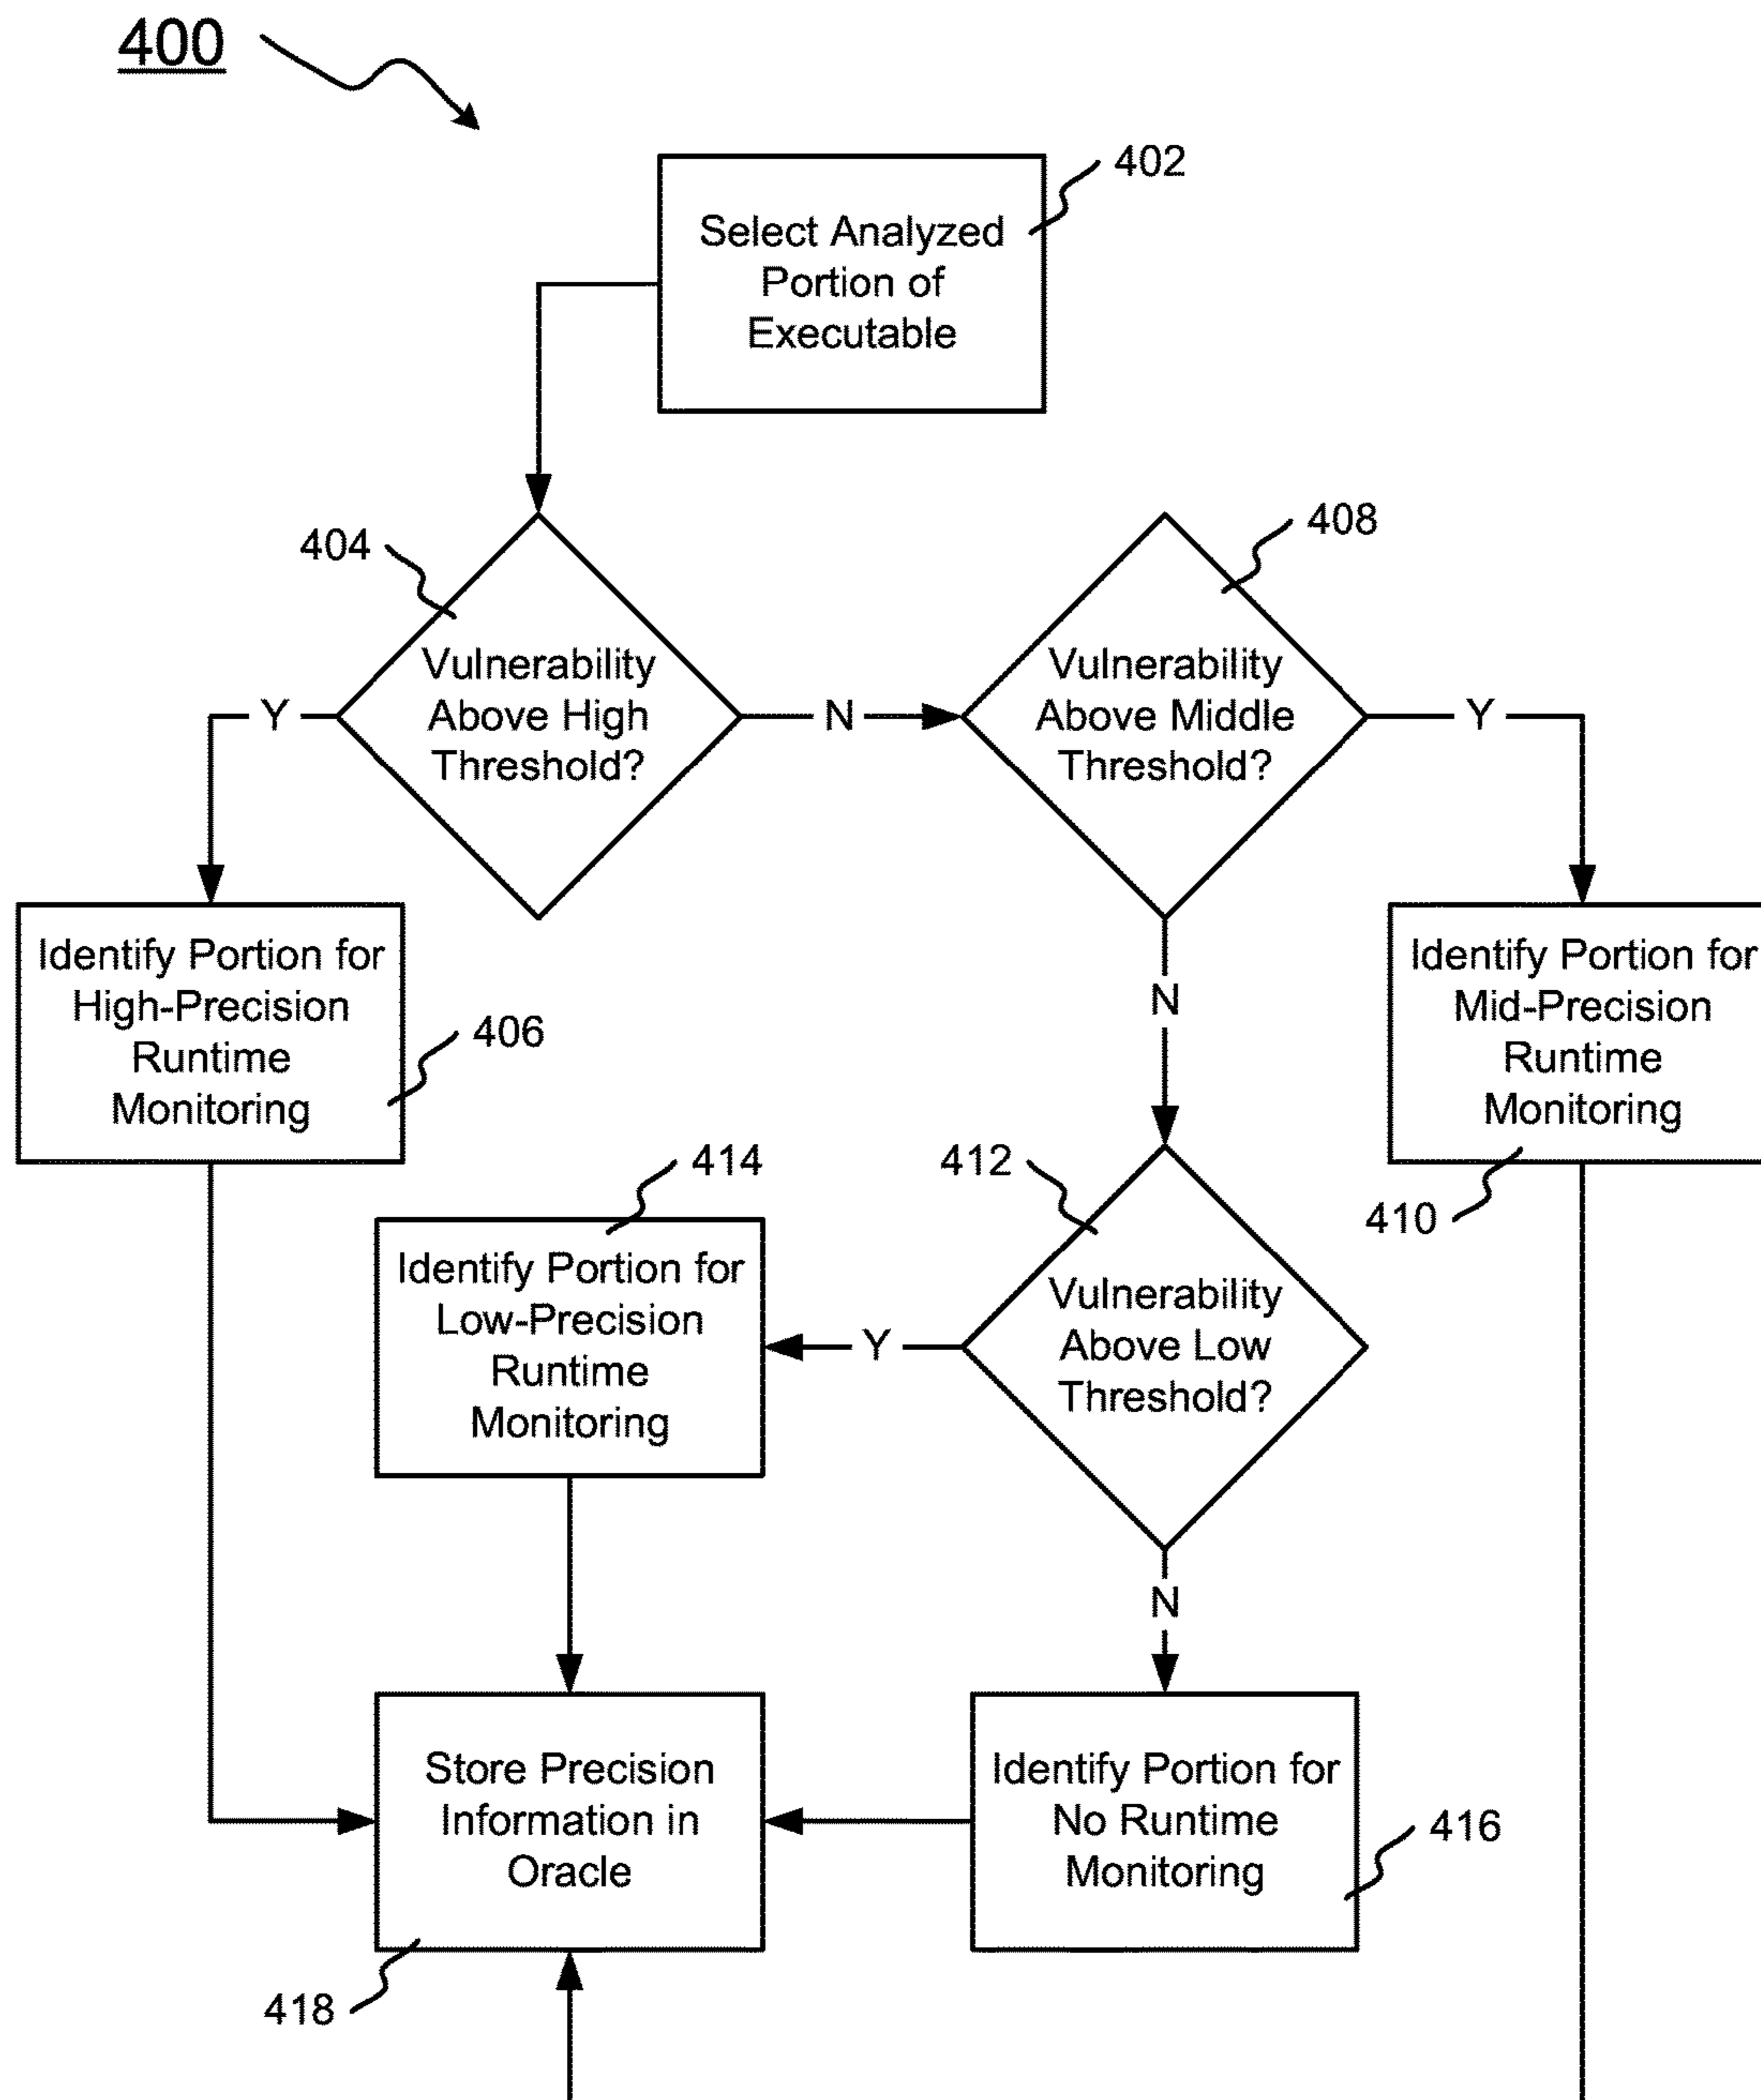 400
402
Select Analyzed
Portion of
Executable
404
Vulnerability
Above High
Threshold?
Y
N
408
Vulnerability
Above Middle
Threshold?
Y
N
Identify Portion for
High-Precision
Runtime
Monitoring
406
Identify Portion for
Mid-Precision
Runtime
Monitoring
410
412
Vulnerability
Above Low
Threshold?
Y
N
414
Identify Portion for
Low-Precision
Runtime
Monitoring
Store Precision
Information in
Oracle
418
Identify Portion for
No Runtime
Monitoring
416